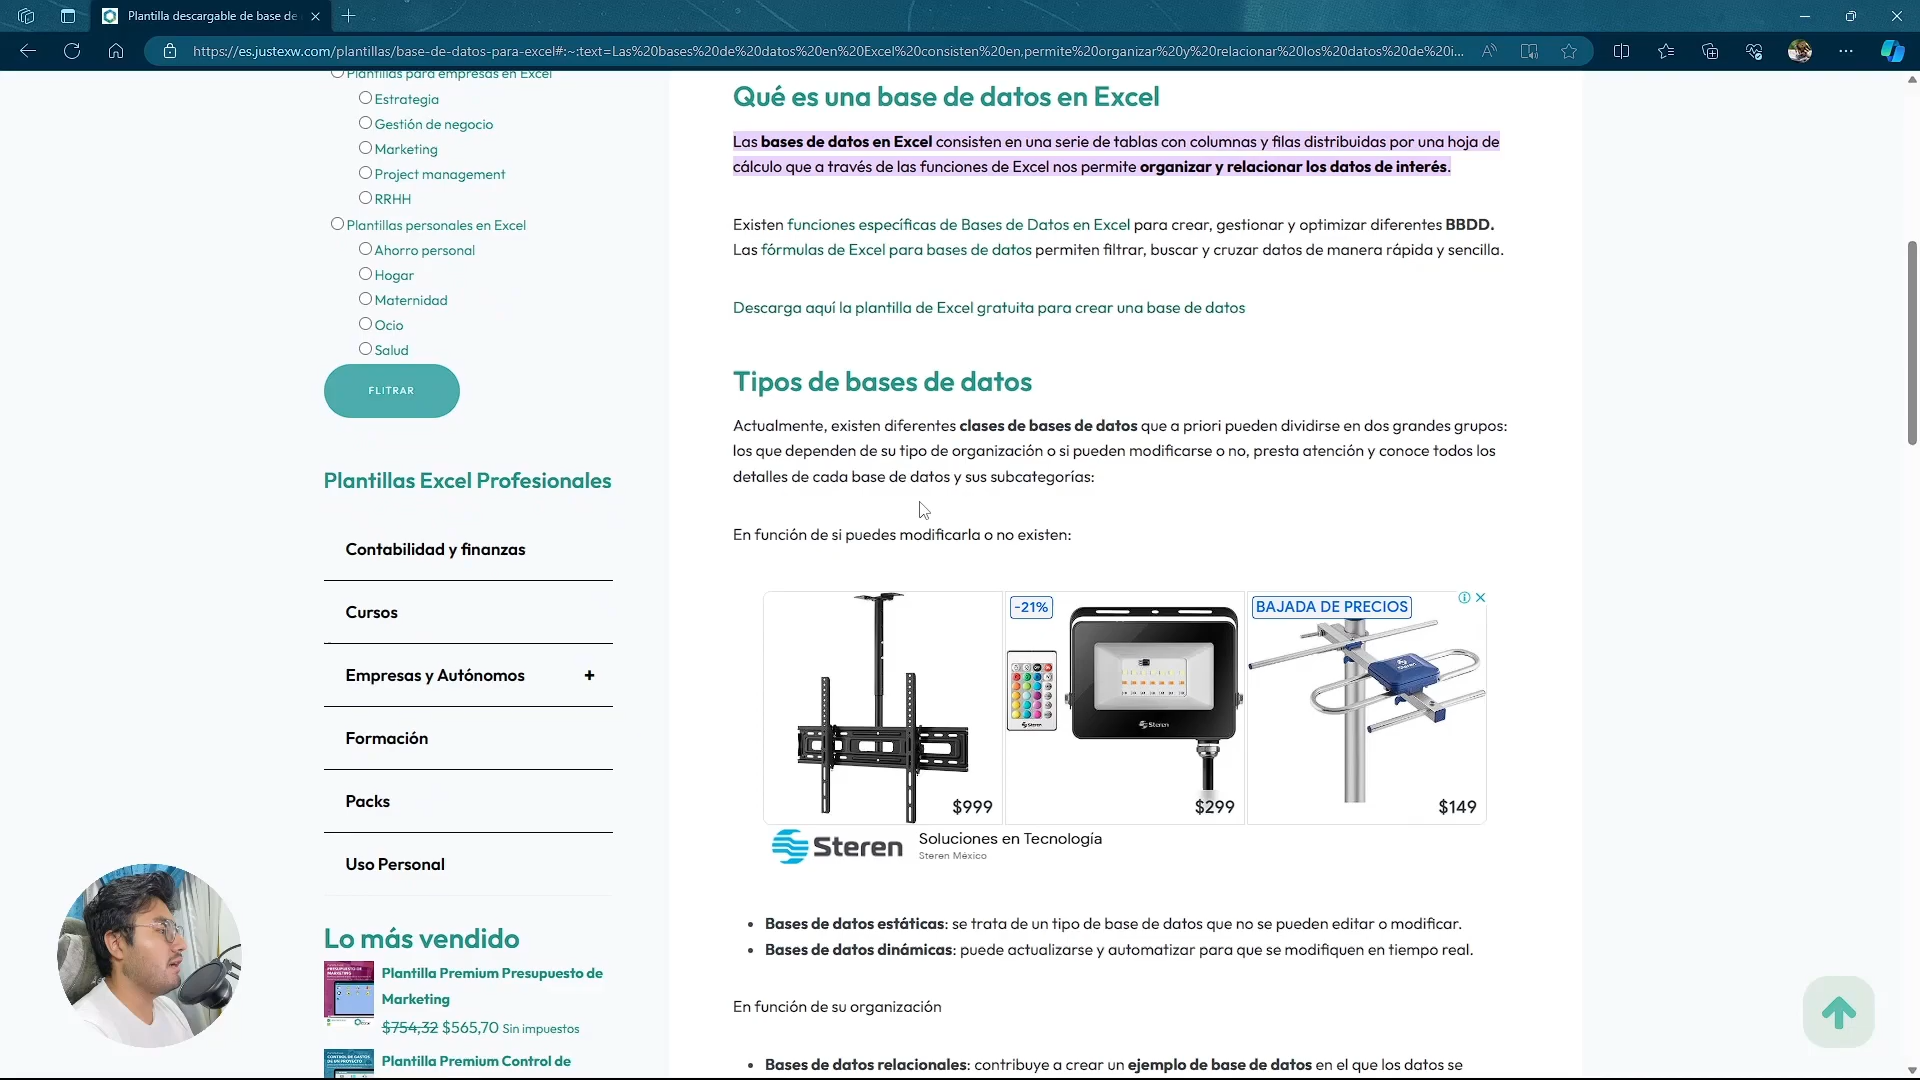 Plantilla descargable de base de
https://es.justexw.com/plantillas/base-de-datos-para-excel#:~:text=Las%20bases%20de%20datos%20en%20Excel%20consisten%20en,permite%20organizar%20y%20relacionar%20los%20datos%20de%20i...
Plantillas para empresas en Excel
Estrategia
Gestión de negocio
Marketing
Project management
RRHH
Plantillas personales en Excel
Ahorro personal
Hogar
Maternidad
Ocio
Salud
FLITRAR
Plantillas Excel Profesionales
Contabilidad y finanzas
Cursos
Empresas y Autónomos +
Formación
Packs
Uso Personal
Lo más vendido
Plantilla Premium Presupuesto de
Marketing
$754,32 $565,70 Sin impuestos
Plantilla Premium Control de
Qué es una base de datos en Excel
Las bases de datos en Excel consisten en una serie de tablas con columnas y filas distribuidas por una hoja de
cálculo que a través de las funciones de Excel nos permite organizar y relacionar los datos de interés.
Existen funciones específicas de Bases de Datos en Excel para crear, gestionar y optimizar diferentes BBDD.
Las fórmulas de Excel para bases de datos permiten filtrar, buscar y cruzar datos de manera rápida y sencilla.
Descarga aquí la plantilla de Excel gratuita para crear una base de datos
Tipos de bases de datos
Actualmente, existen diferentes clases de bases de datos que a priori pueden dividirse en dos grandes grupos:
los que dependen de su tipo de organización o si pueden modificarse o no, presta atención y conoce todos los
detalles de cada base de datos y sus subcategorías:
En función de si puedes modificarla o no existen:
-21%
BAJADA DE PRECIOS
Steren
Steren
$999
$299
$149
Steren
Soluciones en Tecnología
Steren México
• Bases de datos estáticas: se trata de un tipo de base de datos que no se pueden editar o modificar.
• Bases de datos dinámicas: puede actualizarse y automatizar para que se modifiquen en tiempo real.
En función de su organización
• Bases de datos relacionales: contribuye a crear un ejemplo de base de datos en el que los datos se